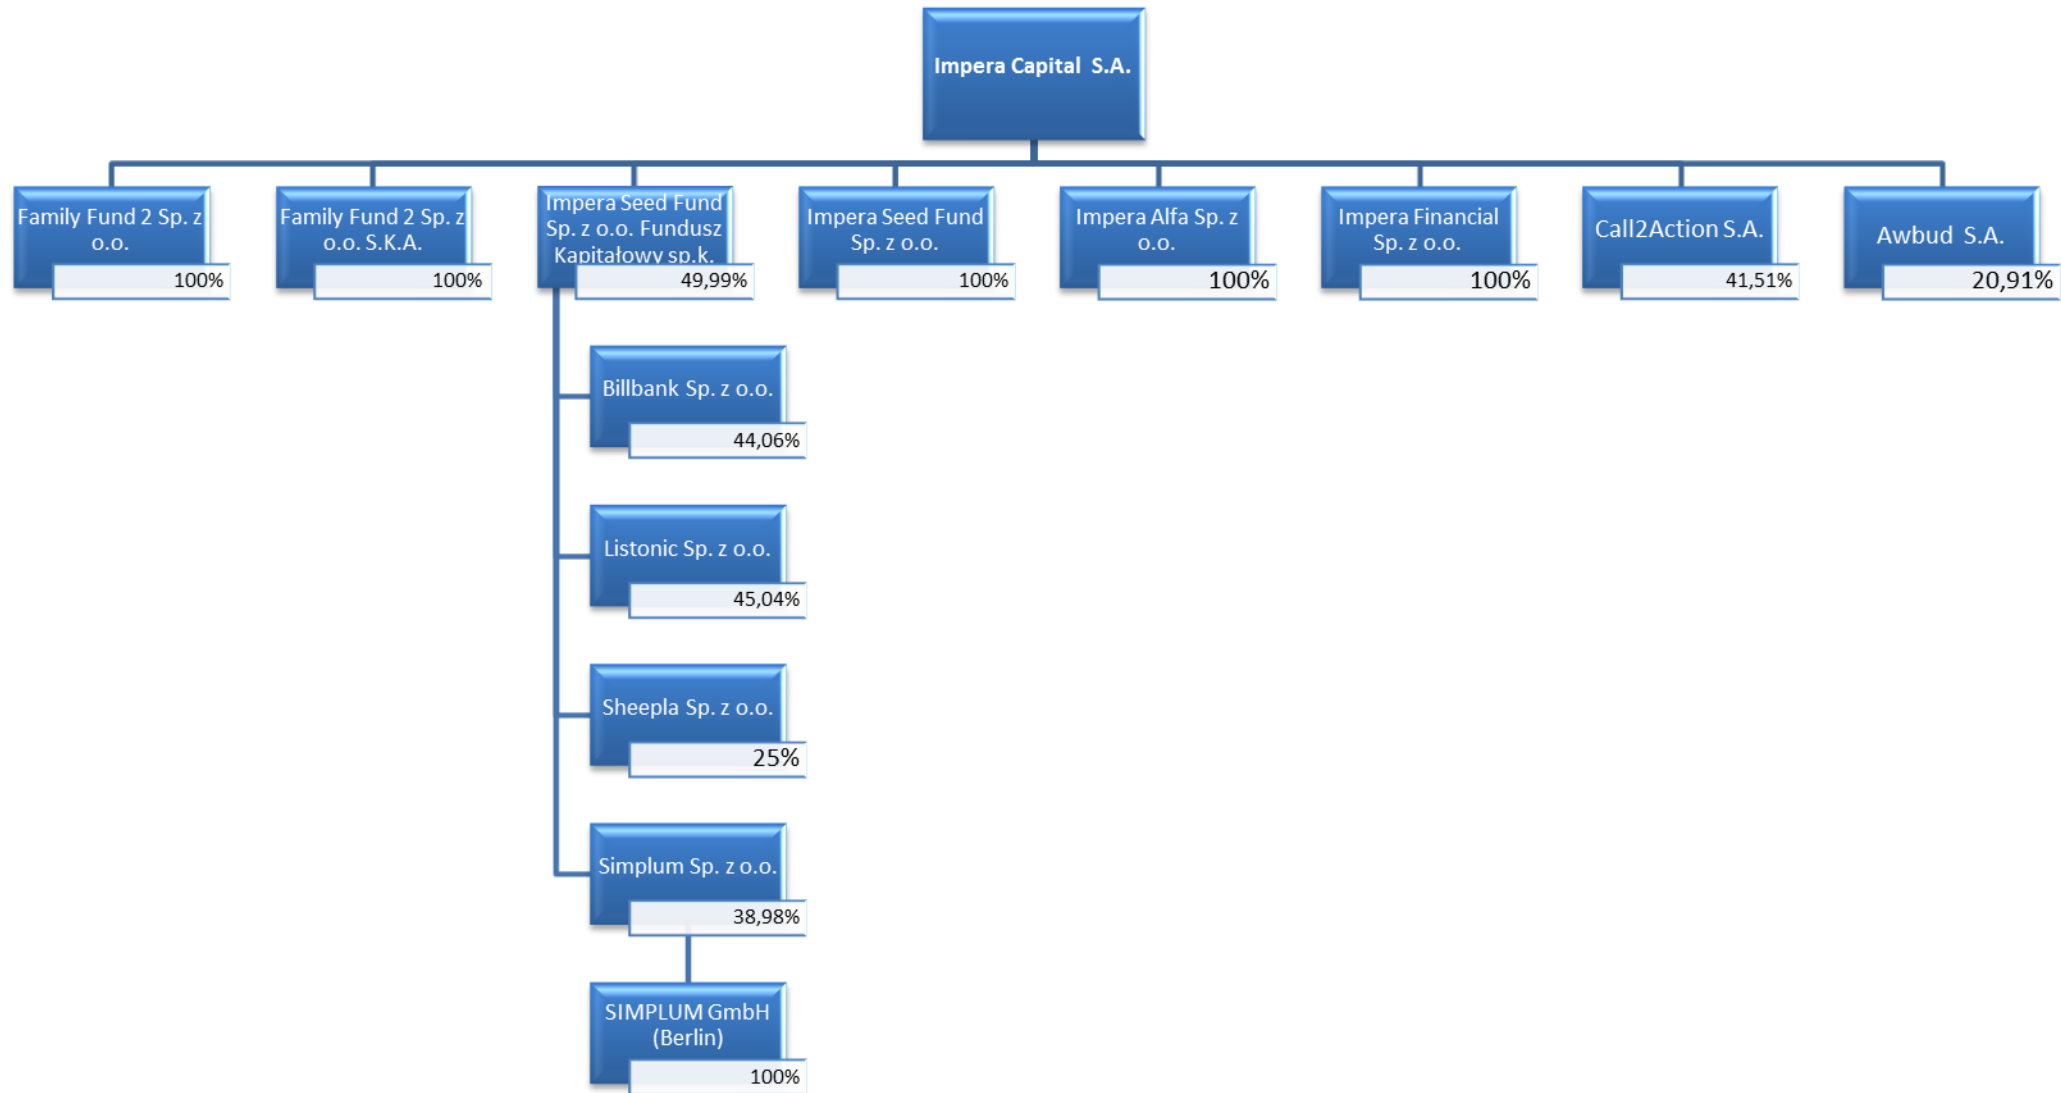 Impera Capital S.A.
Family Fund 2 Sp. z
o.o.
100%
Family Fund 2 Sp. z
o.o. S.K.A.
100%
Impera Seed Fund
Sp. z o.o. Fundusz
Kapitałowy sp.k.
49,99%
Impera Seed Fund
Sp. z o.o.
100%
Impera Alfa Sp. z
o.o.
100%
Impera Financial
Sp. z o.o.
100%
Call2Action S.A.
41,51%
Awbud S.A.
20,91%
Billbank Sp. z o.o.
44,06%
Listonic Sp. z o.o.
45,04%
Sheepla Sp. z o.o.
25%
Simplum Sp. z o.o.
38,98%
SIMPLUM GmbH
(Berlin)
100%